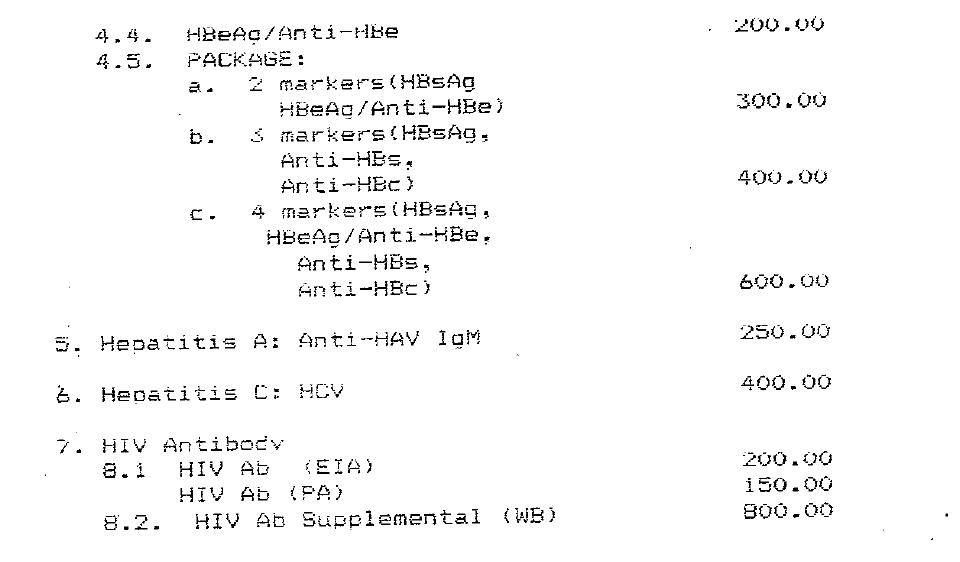 4.4. HBeAg/Anti-HBe 200.00
4.5. PACKAGE:
a. 2 markers(HBsAg
HBeAg/Anti-HBe) 300.00
b. 3 markers(HBsAg,
Anti-HBs,
Anti-HBc) 400.00
c. 4 markers(HBsAg,
HBeAg/Anti-HBe,
Anti-HBs,
Anti-HBc) 600.00
5. Hepatitis A: Anti-HAV IgM 250.00
6. Hepatitis C: HCV 400.00
7. HIV Antibody
8.1 HIV Ab (EIA) 200.00
HIV Ab (PA) 150.00
8.2. HIV Ab Supplemental (WB) 800.00